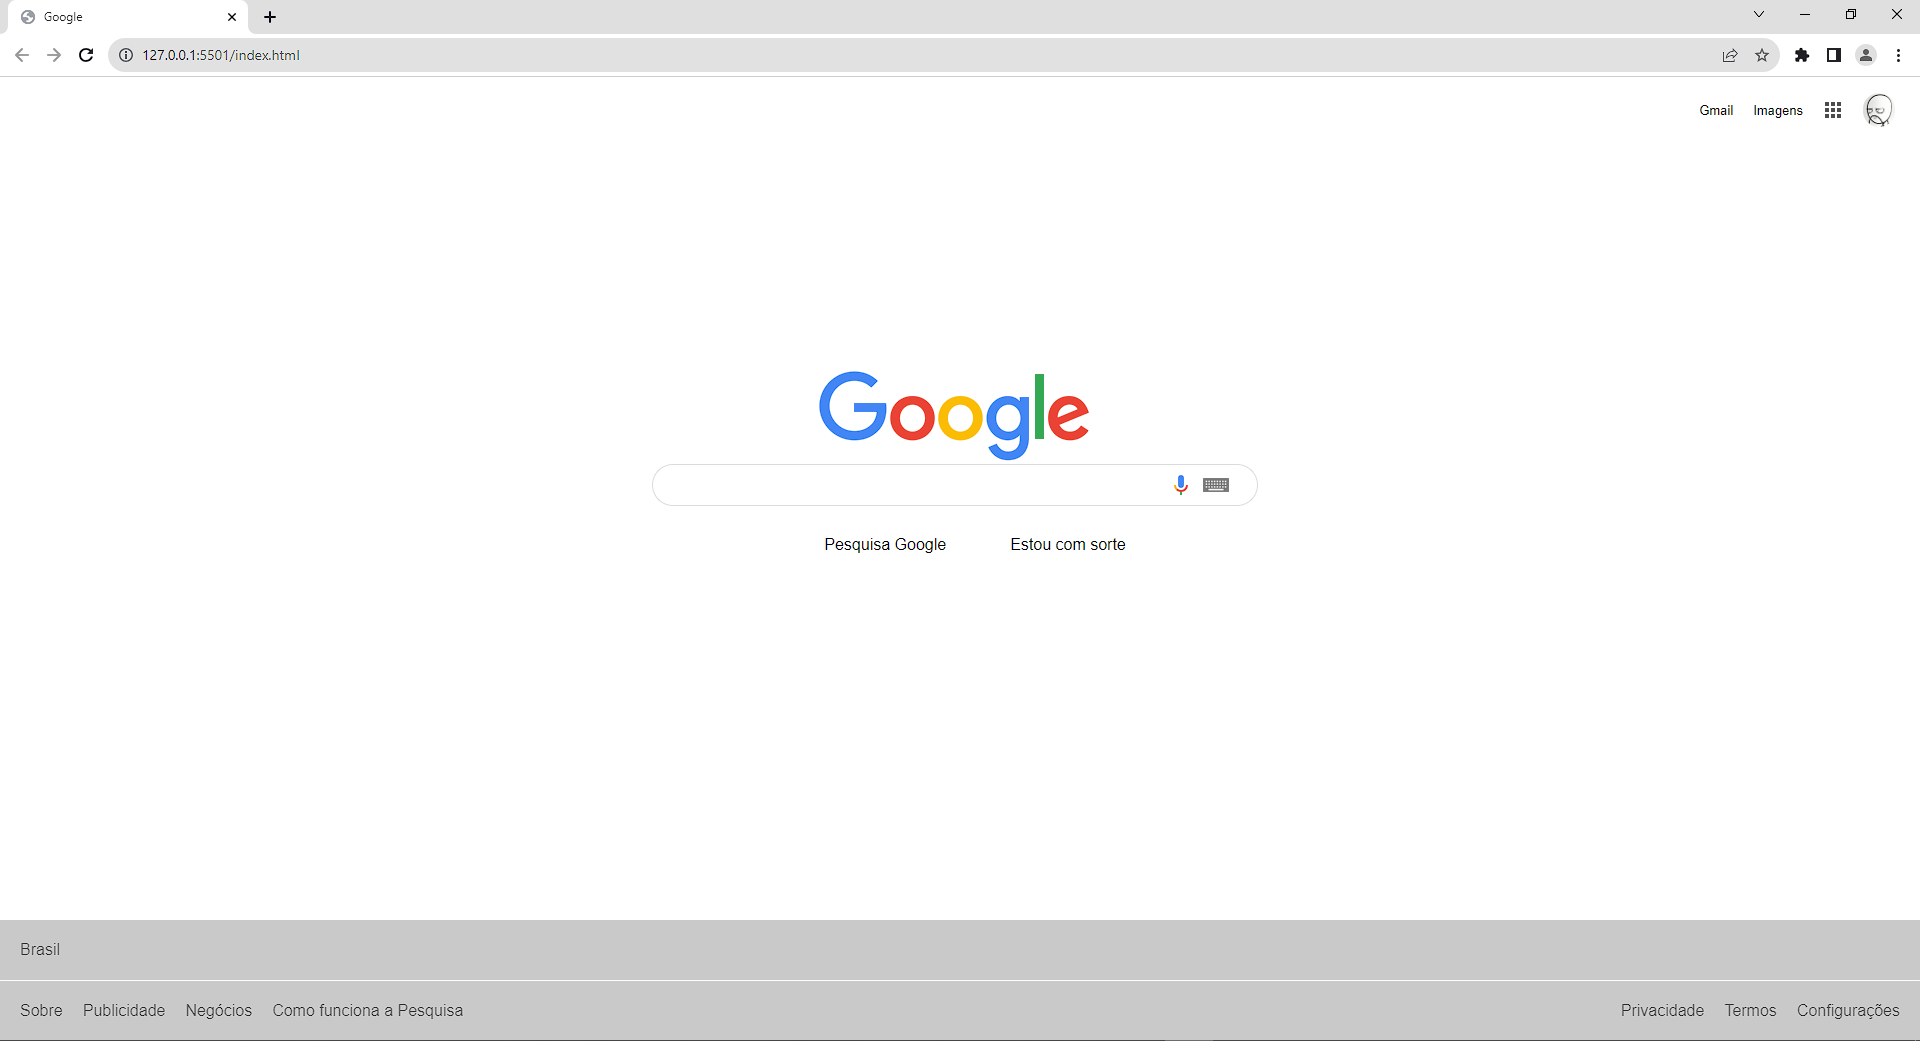 Google
127.0.0.1:5501/index.html
Gmail Imagens
Google
Pesquisa Google Estou com sorte
Brasil
Sobre Publicidade Negócios Como funciona a Pesquisa Privacidade Termos Configurações